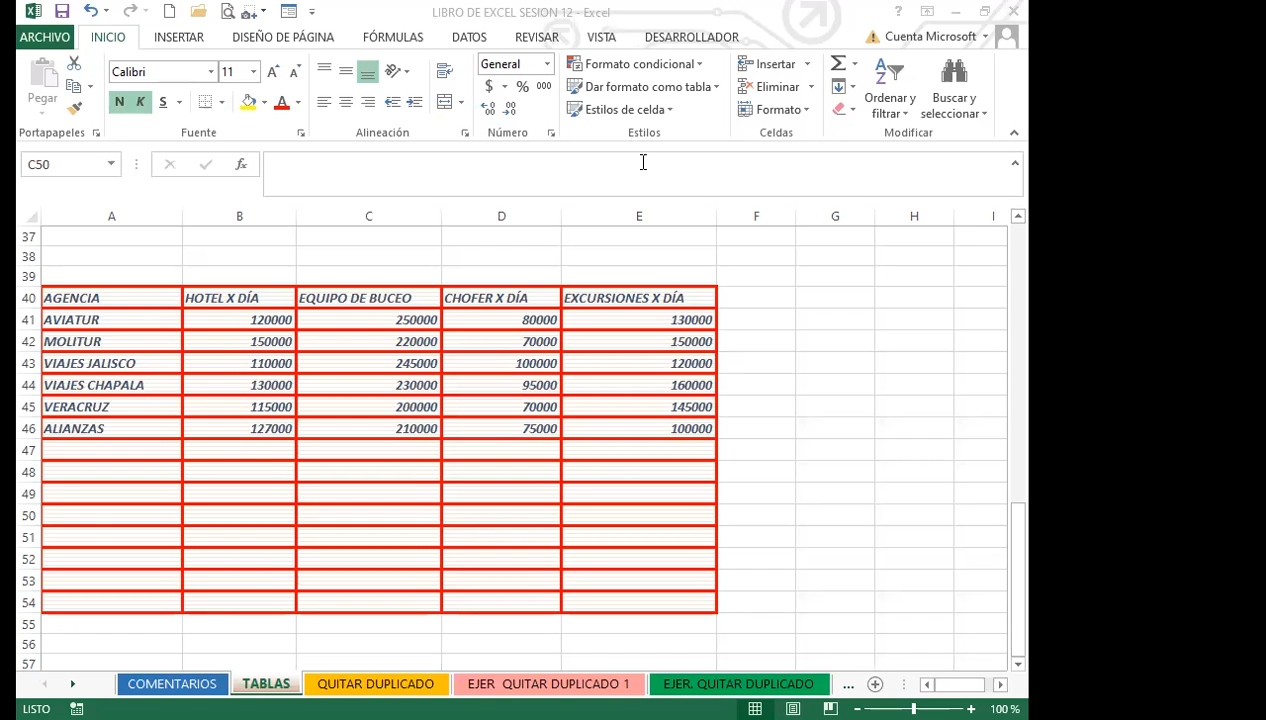 LIBRO DE EXCEL SESION 12 - Excel
ARCHIVO INICIO INSERTAR DISEÑO DE PÁGINA FÓRMULAS DATOS REVISAR VISTA DESARROLLADOR Cuenta Microsoft
Pegar
Calibri 11
N K S
General
$ % 000
Formato condicional
Dar formato como tabla
Estilos de celda
Insertar
Eliminar
Formato
Ordenar y
filtrar
Buscar y
seleccionar
Portapapeles Fuente Alineación Número Estilos Celdas Modificar
C50 fx
A B C D E F G H I
37
38
39
40 AGENCIA HOTEL X DÍA EQUIPO DE BUCEO CHOFER X DÍA EXCURSIONES X DÍA
41 AVIATUR 120000 250000 80000 130000
42 MOLITUR 150000 220000 70000 150000
43 VIAJES JALISCO 110000 245000 100000 120000
44 VIAJES CHAPALA 130000 230000 95000 160000
45 VERACRUZ 115000 200000 70000 145000
46 ALIANZAS 127000 210000 75000 100000
47
48
49
50
51
52
53
54
55
56
57
COMENTARIOS TABLAS QUITAR DUPLICADO EJER QUITAR DUPLICADO 1 EJER. QUITAR DUPLICADO ...
LISTO 100 %